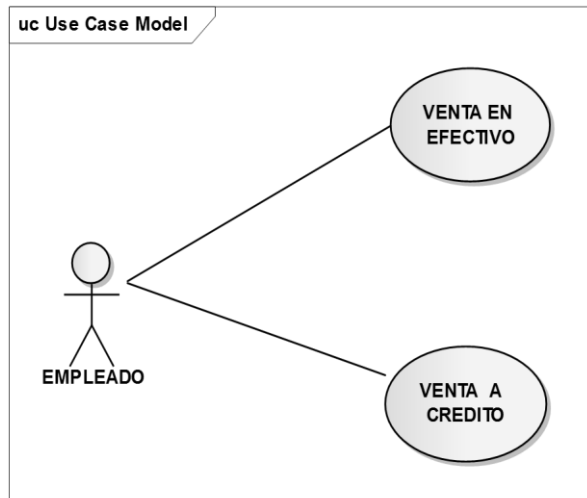 uc Use Case Model
VENTA EN
EFECTIVO
EMPLEADO
VENTA A
CREDITO